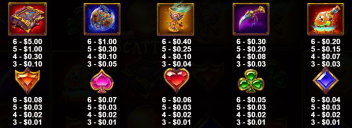 6 - $5.00 6 - $1.00 6 - $0.40 6 - $0.30 6 - $0.20
5 - $1.00 5 - $0.30 5 - $0.25 5 - $0.20 5 - $0.15
4 - $0.30 4 - $0.20 4 - $0.10 4 - $0.08 4 - $0.07
3 - $0.10 3 - $0.05 3 - $0.04 3 - $0.03 3 - $0.03
6 - $0.08 6 - $0.07 6 - $0.06 6 - $0.05 6 - $0.04
5 - $0.03 5 - $0.03 5 - $0.03 5 - $0.03 5 - $0.03
4 - $0.02 4 - $0.02 4 - $0.02 4 - $0.02 4 - $0.02
3 - $0.01 3 - $0.01 3 - $0.01 3 - $0.01 3 - $0.01